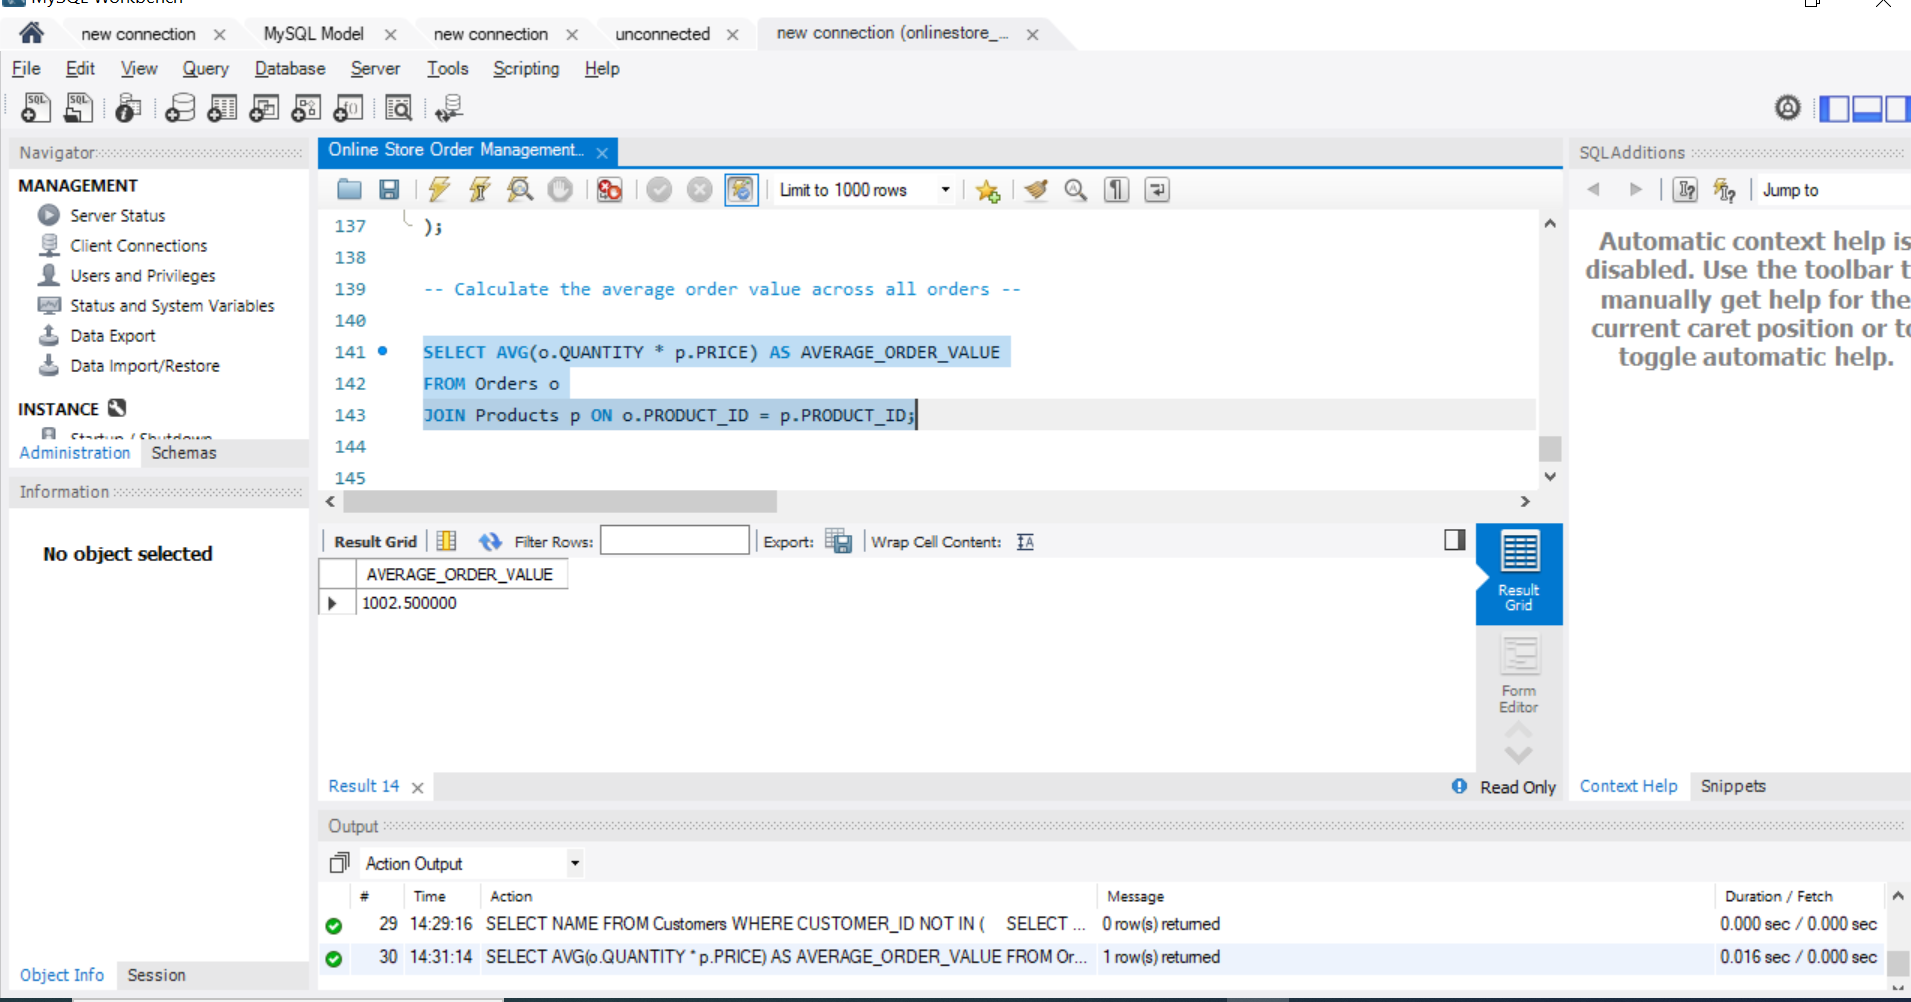 MySQL Workbench
new connection
MySQL Model
new connection
unconnected
new connection (onlinestore_...
File Edit View Query Database Server Tools Scripting Help
Navigator
MANAGEMENT
Server Status
Client Connections
Users and Privileges
Status and System Variables
Data Export
Data Import/Restore
INSTANCE
Startup / Shutdown
Administration Schemas
Information
No object selected
Object Info Session
Online Store Order Management...
Limit to 1000 rows
137 );
138
139 -- Calculate the average order value across all orders --
140
141 SELECT AVG(o.QUANTITY * p.PRICE) AS AVERAGE_ORDER_VALUE
142 FROM Orders o
143 JOIN Products p ON o.PRODUCT_ID = p.PRODUCT_ID;
144
145
Result Grid Filter Rows: Export: Wrap Cell Content:
AVERAGE_ORDER_VALUE
1002.500000
Result
Grid
Form
Editor
Result 14
Read Only
SQLAdditions
Jump to
Automatic context help is
disabled. Use the toolbar t
manually get help for the
current caret position or to
toggle automatic help.
Context Help Snippets
Output
Action Output
# Time Action Message Duration / Fetch
29 14:29:16 SELECT NAME FROM Customers WHERE CUSTOMER_ID NOT IN ( SELECT ... 0 row(s) returned 0.000 sec / 0.000 sec
30 14:31:14 SELECT AVG(o.QUANTITY * p.PRICE) AS AVERAGE_ORDER_VALUE FROM Or... 1 row(s) returned 0.016 sec / 0.000 sec